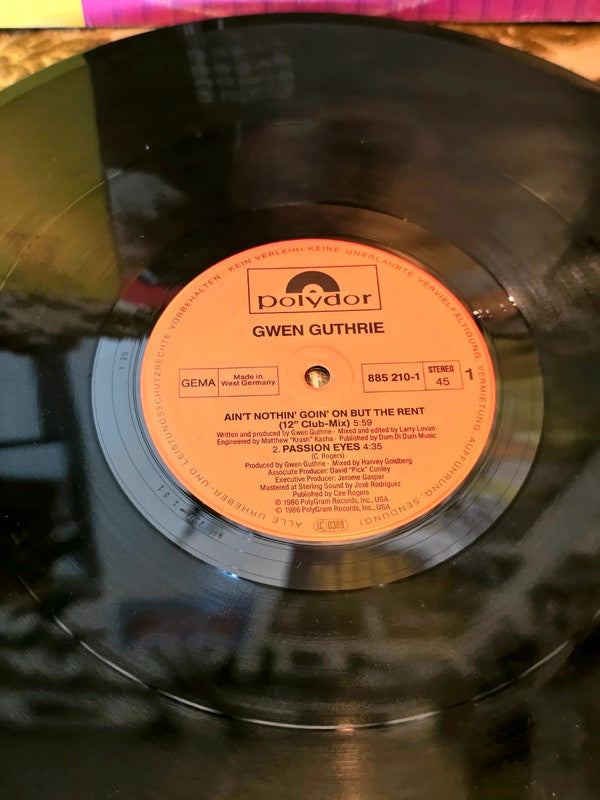 ALLE URHEBER- UND LEISTUNGSSCHUTZRECHTE VORBEHALTEN · KEIN VERLEIH! KEINE UNERLAUBTE VERVIELFÄLTIGUNG, VERMIETUNG, AUFFÜHRUNG, SENDUNG!
polydor
GWEN GUTHRIE
GEMA
Made in
West Germany
885 210-1
STEREO
45
1
AIN'T NOTHIN' GOIN' ON BUT THE RENT
(12" Club-Mix) 5:59
Written and produced by Gwen Guthrie · Mixed and edited by Larry Levan
Engineered by Matthew "Krash" Kasha · Published by Dum Di Dum Music
2. PASSION EYES 4:35
(C. Rogers)
Produced by Gwen Guthrie · Mixed by Harvey Goldberg
Associate Producer: David "Pick" Conley
Executive Producer: Jerome Gasper
Mastered at Sterling Sound by José Rodriguez
Published by Cee Rogers
℗ 1986 PolyGram Records, Inc., USA
© 1986 PolyGram Records, Inc., USA
LC 0309